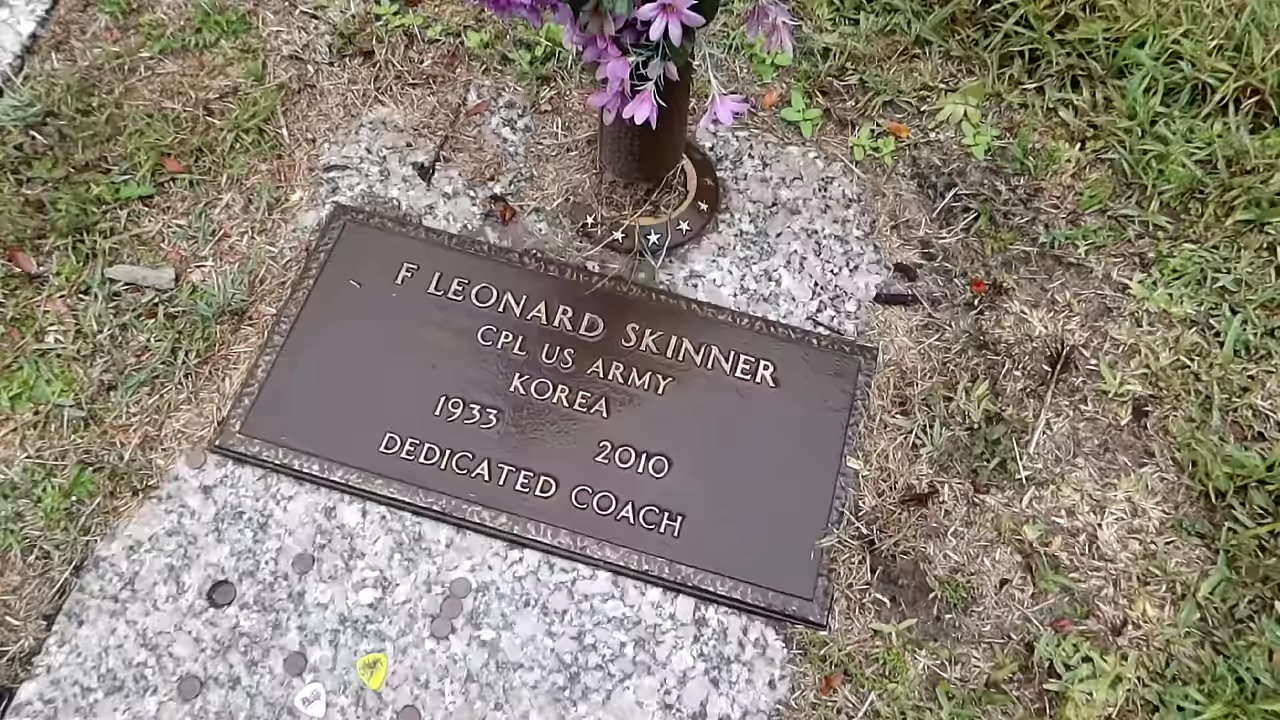 F LEONARD SKINNER
CPL US ARMY
KOREA
1933 2010
DEDICATED COACH